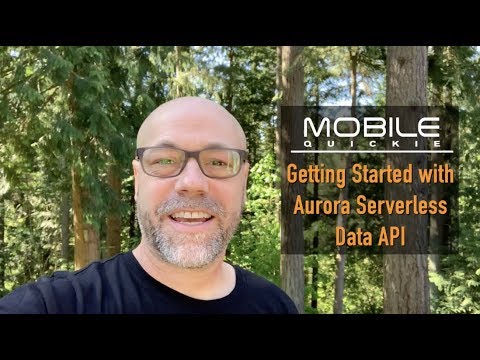 MOBILE
QUICKIE
Getting Started with
Aurora Serverless
Data API